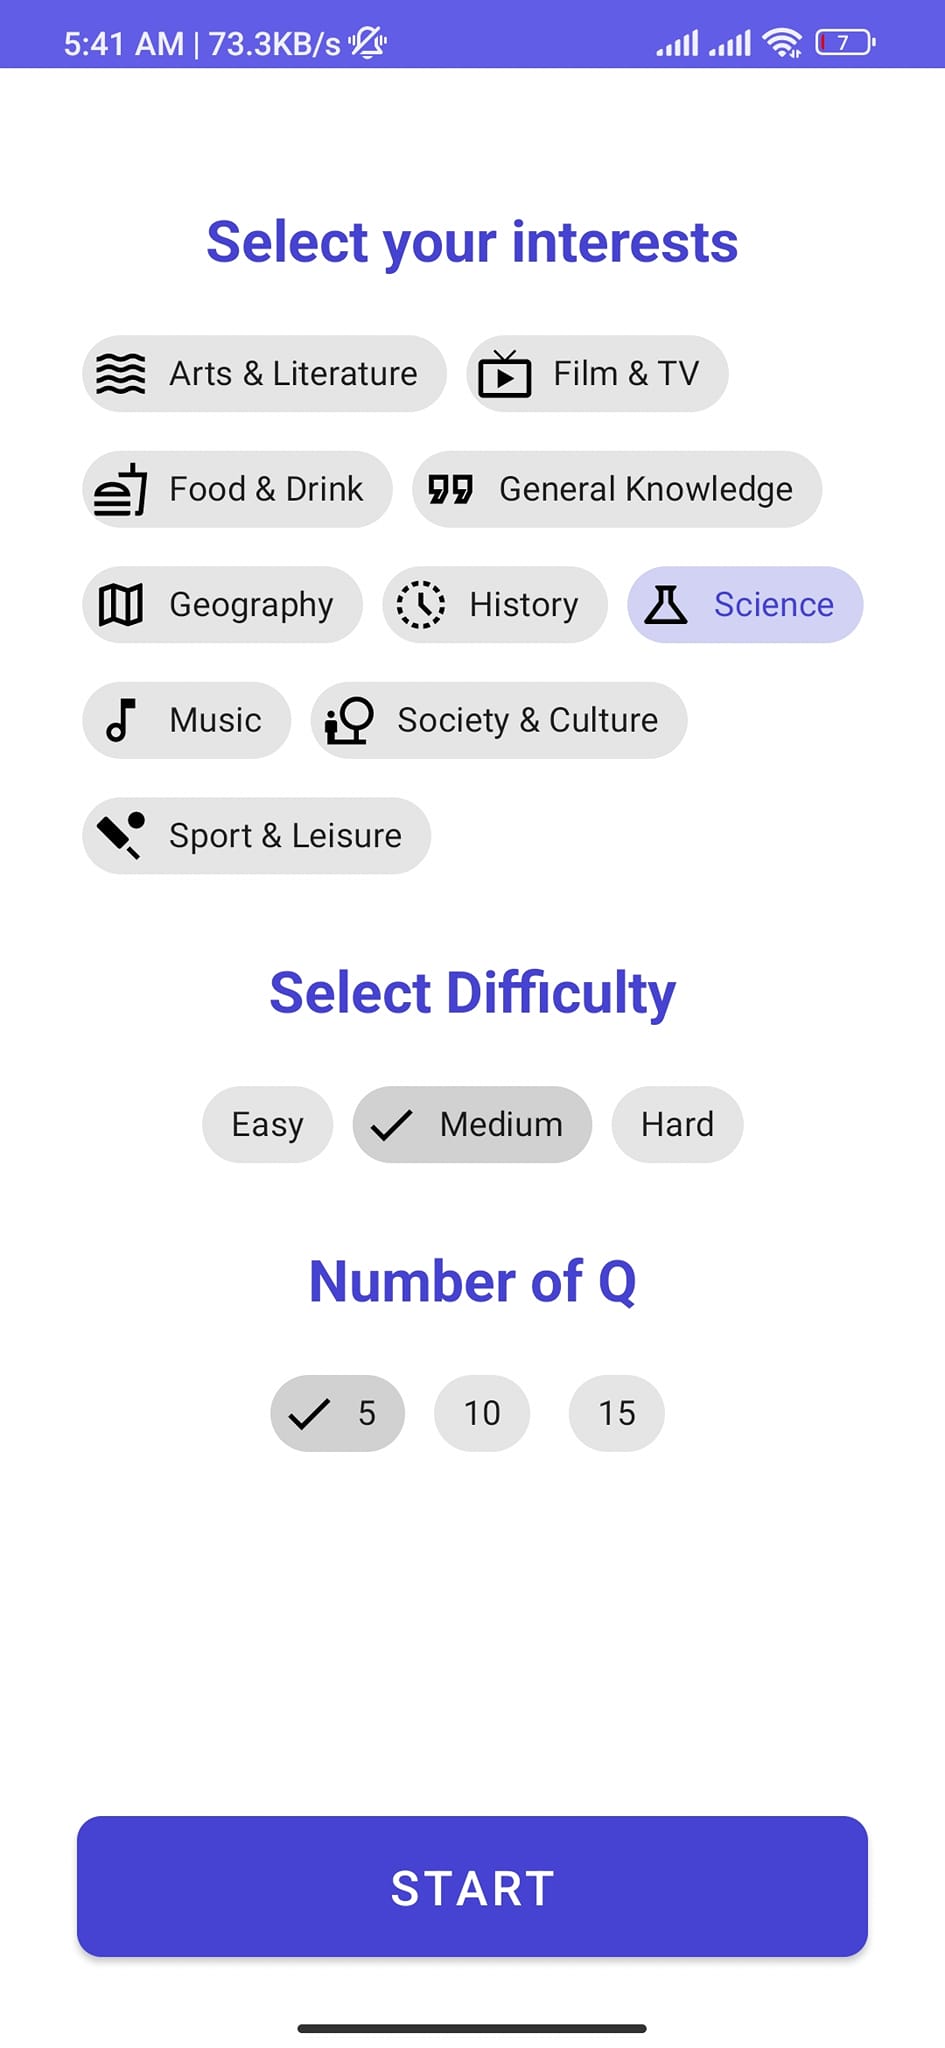 5:41 AM | 73.3KB/s 7
Select your interests
Arts & Literature Film & TV
Food & Drink General Knowledge
Geography History Science
Music Society & Culture
Sport & Leisure
Select Difficulty
Easy Medium Hard
Number of Q
5 10 15
START